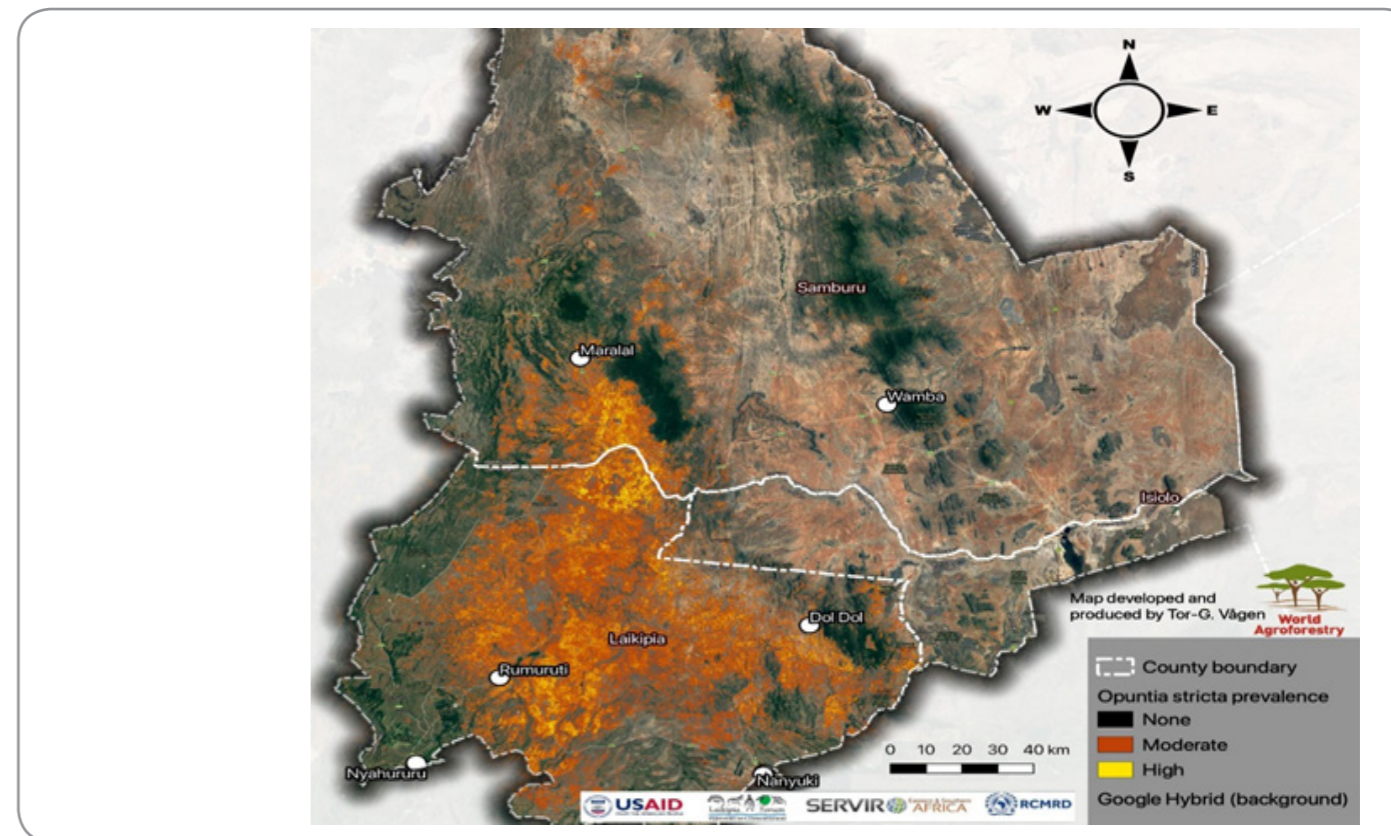 N
W E
S
Samburu
Maralal
Wamba
Isiolo
Map developed and
produced by Tor-G. Vågen
World
Agroforestry
Dol Dol
Laikipia
Rumuruti
County boundary
Opuntia stricta prevalence
None
Moderate
High
Google Hybrid (background)
0 10 20 30 40 km
Nyahururu
Nanyuki
USAID
SERVIR
AFRICA
RCMRD